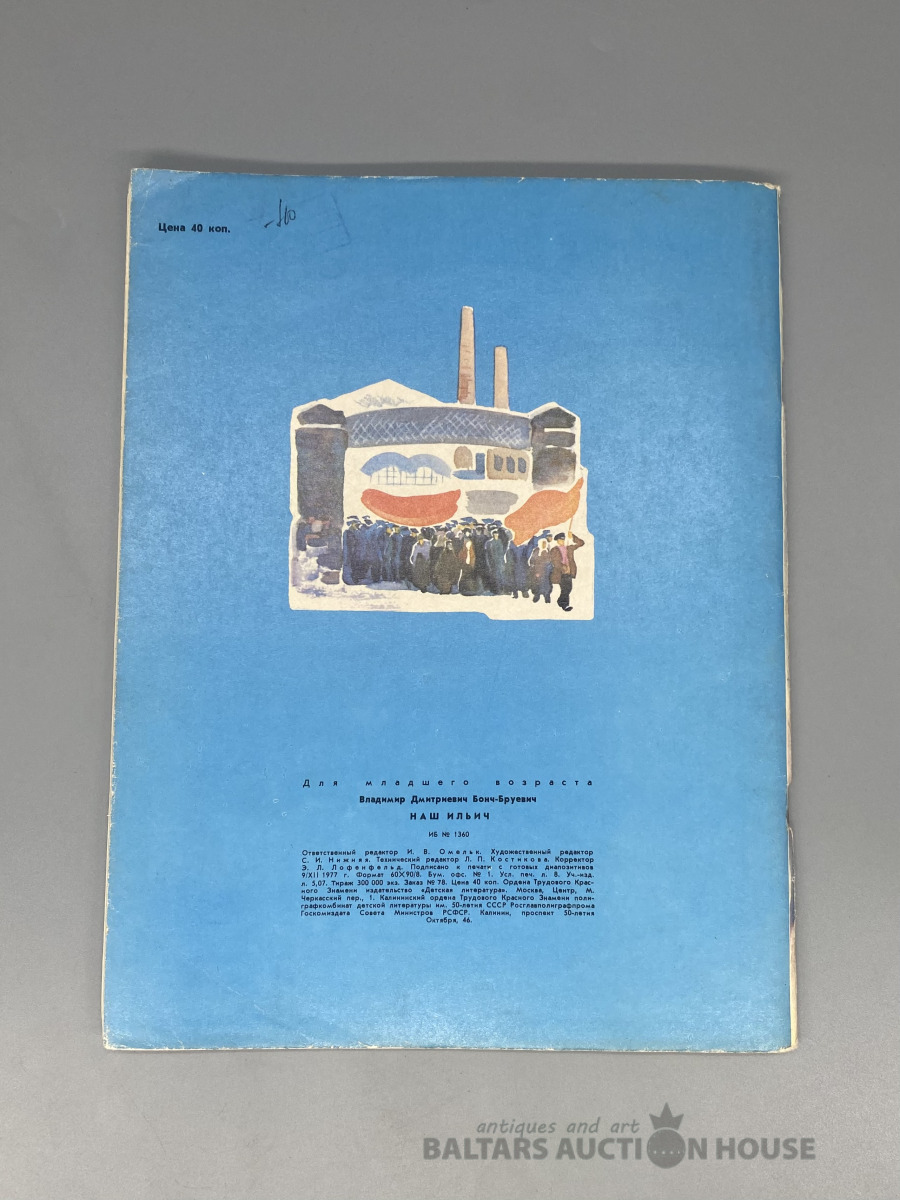 Цена 40 коп.
Для младшего возраста
Владимир Дмитриевич Бонч-Бруевич
НАШ ИЛЬИЧ
ИБ № 1360
Ответственный редактор И. В. Омельк. Художественный редактор
С. И. Нижняя. Технический редактор Л. П. Костикова. Корректор
Э. Л. Лофенфельд. Подписано к печати с готовых диапозитивов
9/XII 1977 г. Формат 60×90/8. Бум. офс. № 1. Усл. печ. л. 8. Уч.-изд.
л. 5,07. Тираж 300 000 экз. Заказ № 78. Цена 40 коп. Ордена Трудового Крас-
ного Знамени издательство «Детская литература». Москва, Центр, М.
Черкасский пер., 1. Калининский ордена Трудового Красного Знамени поли-
графкомбинат детской литературы им. 50-летия СССР Росглавполиграфпрома
Госкомиздата Совета Министров РСФСР. Калинин, проспект 50-летия
Октября, 46.
antiques and art
BALTARS AUCTION HOUSE